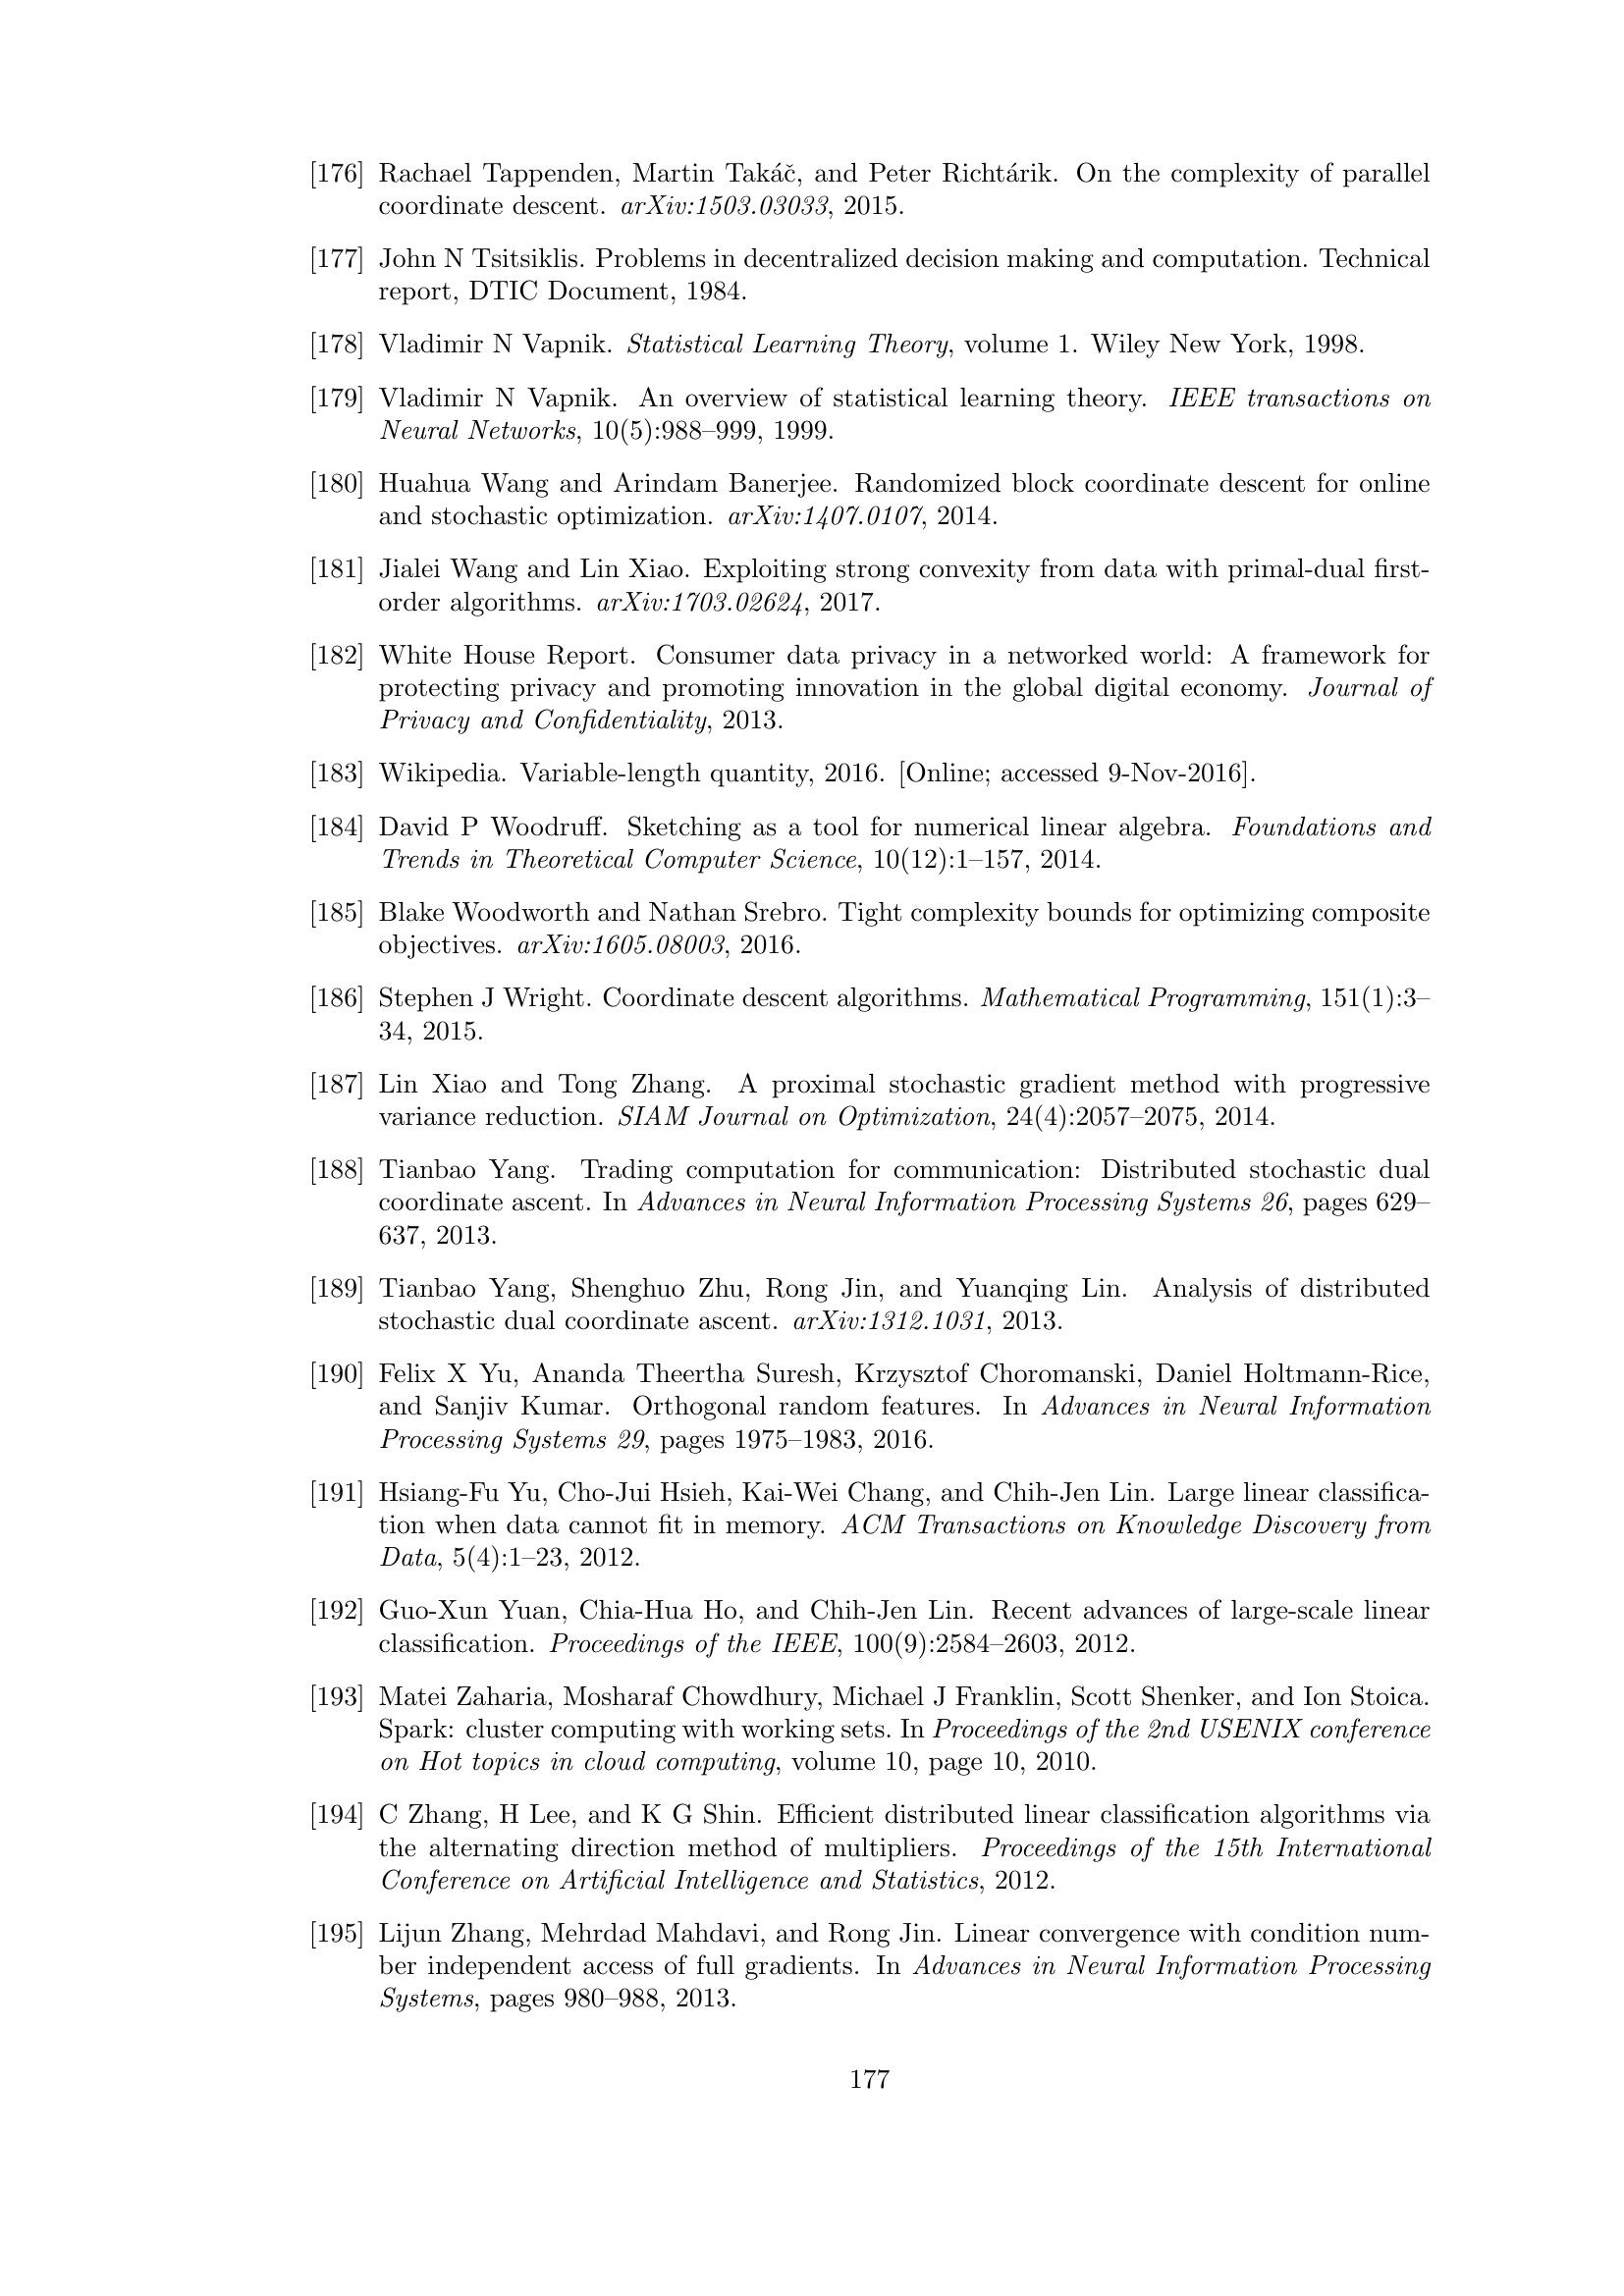 [176] Rachael Tappenden, Martin Takáč, and Peter Richtárik. On the complexity of parallel
coordinate descent. arXiv:1503.03033, 2015.
[177] John N Tsitsiklis. Problems in decentralized decision making and computation. Technical
report, DTIC Document, 1984.
[178] Vladimir N Vapnik. Statistical Learning Theory, volume 1. Wiley New York, 1998.
[179] Vladimir N Vapnik. An overview of statistical learning theory. IEEE transactions on
Neural Networks, 10(5):988–999, 1999.
[180] Huahua Wang and Arindam Banerjee. Randomized block coordinate descent for online
and stochastic optimization. arXiv:1407.0107, 2014.
[181] Jialei Wang and Lin Xiao. Exploiting strong convexity from data with primal-dual first-
order algorithms. arXiv:1703.02624, 2017.
[182] White House Report. Consumer data privacy in a networked world: A framework for
protecting privacy and promoting innovation in the global digital economy. Journal of
Privacy and Confidentiality, 2013.
[183] Wikipedia. Variable-length quantity, 2016. [Online; accessed 9-Nov-2016].
[184] David P Woodruff. Sketching as a tool for numerical linear algebra. Foundations and
Trends in Theoretical Computer Science, 10(12):1–157, 2014.
[185] Blake Woodworth and Nathan Srebro. Tight complexity bounds for optimizing composite
objectives. arXiv:1605.08003, 2016.
[186] Stephen J Wright. Coordinate descent algorithms. Mathematical Programming, 151(1):3–
34, 2015.
[187] Lin Xiao and Tong Zhang. A proximal stochastic gradient method with progressive
variance reduction. SIAM Journal on Optimization, 24(4):2057–2075, 2014.
[188] Tianbao Yang. Trading computation for communication: Distributed stochastic dual
coordinate ascent. In Advances in Neural Information Processing Systems 26, pages 629–
637, 2013.
[189] Tianbao Yang, Shenghuo Zhu, Rong Jin, and Yuanqing Lin. Analysis of distributed
stochastic dual coordinate ascent. arXiv:1312.1031, 2013.
[190] Felix X Yu, Ananda Theertha Suresh, Krzysztof Choromanski, Daniel Holtmann-Rice,
and Sanjiv Kumar. Orthogonal random features. In Advances in Neural Information
Processing Systems 29, pages 1975–1983, 2016.
[191] Hsiang-Fu Yu, Cho-Jui Hsieh, Kai-Wei Chang, and Chih-Jen Lin. Large linear classifica-
tion when data cannot fit in memory. ACM Transactions on Knowledge Discovery from
Data, 5(4):1–23, 2012.
[192] Guo-Xun Yuan, Chia-Hua Ho, and Chih-Jen Lin. Recent advances of large-scale linear
classification. Proceedings of the IEEE, 100(9):2584–2603, 2012.
[193] Matei Zaharia, Mosharaf Chowdhury, Michael J Franklin, Scott Shenker, and Ion Stoica.
Spark: cluster computing with working sets. In Proceedings of the 2nd USENIX conference
on Hot topics in cloud computing, volume 10, page 10, 2010.
[194] C Zhang, H Lee, and K G Shin. Efficient distributed linear classification algorithms via
the alternating direction method of multipliers. Proceedings of the 15th International
Conference on Artificial Intelligence and Statistics, 2012.
[195] Lijun Zhang, Mehrdad Mahdavi, and Rong Jin. Linear convergence with condition num-
ber independent access of full gradients. In Advances in Neural Information Processing
Systems, pages 980–988, 2013.
177